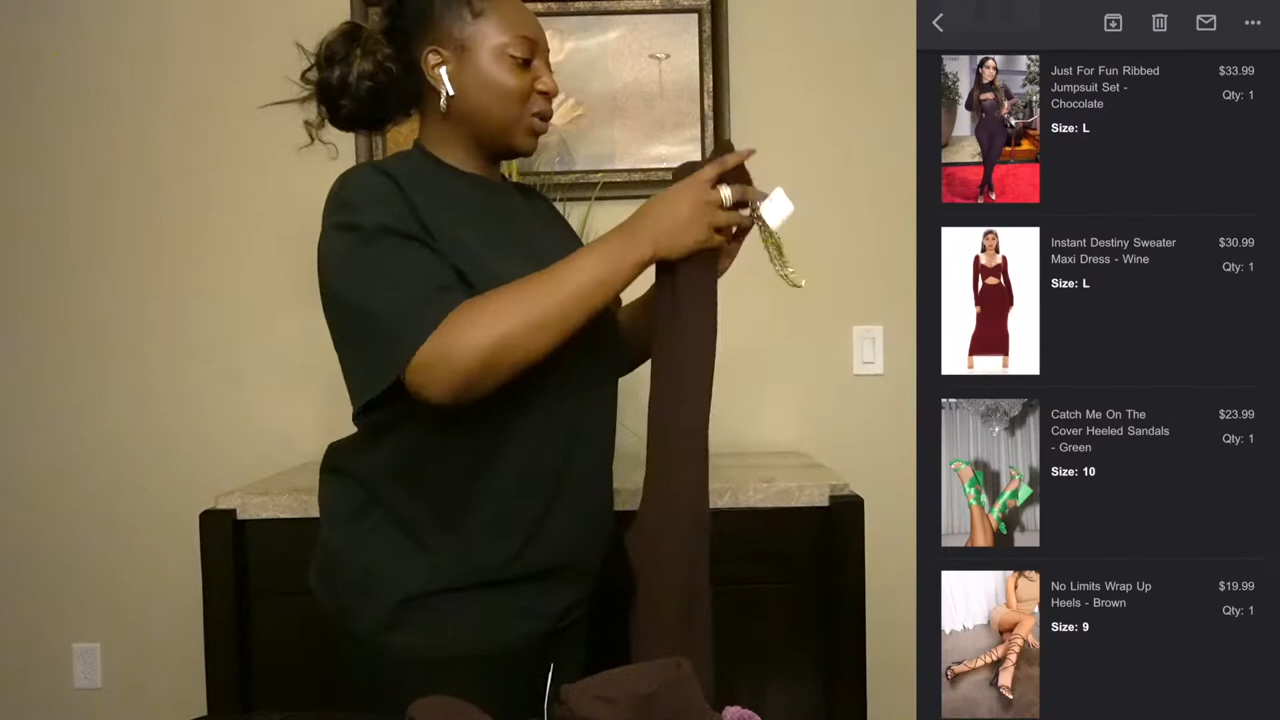 Just For Fun Ribbed
Jumpsuit Set -
Chocolate
$33.99
Qty: 1
Size: L
Instant Destiny Sweater
Maxi Dress - Wine
$30.99
Qty: 1
Size: L
Catch Me On The
Cover Heeled Sandals
- Green
$23.99
Qty: 1
Size: 10
No Limits Wrap Up
Heels - Brown
$19.99
Qty: 1
Size: 9